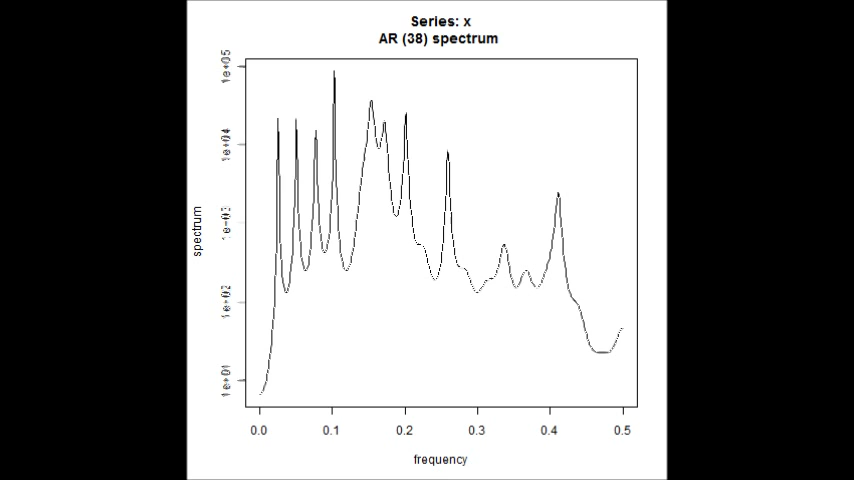 Series: x
AR (38) spectrum
spectrum
1e+05
1e+04
1e+03
1e+02
1e+01
0.0 0.1 0.2 0.3 0.4 0.5
frequency